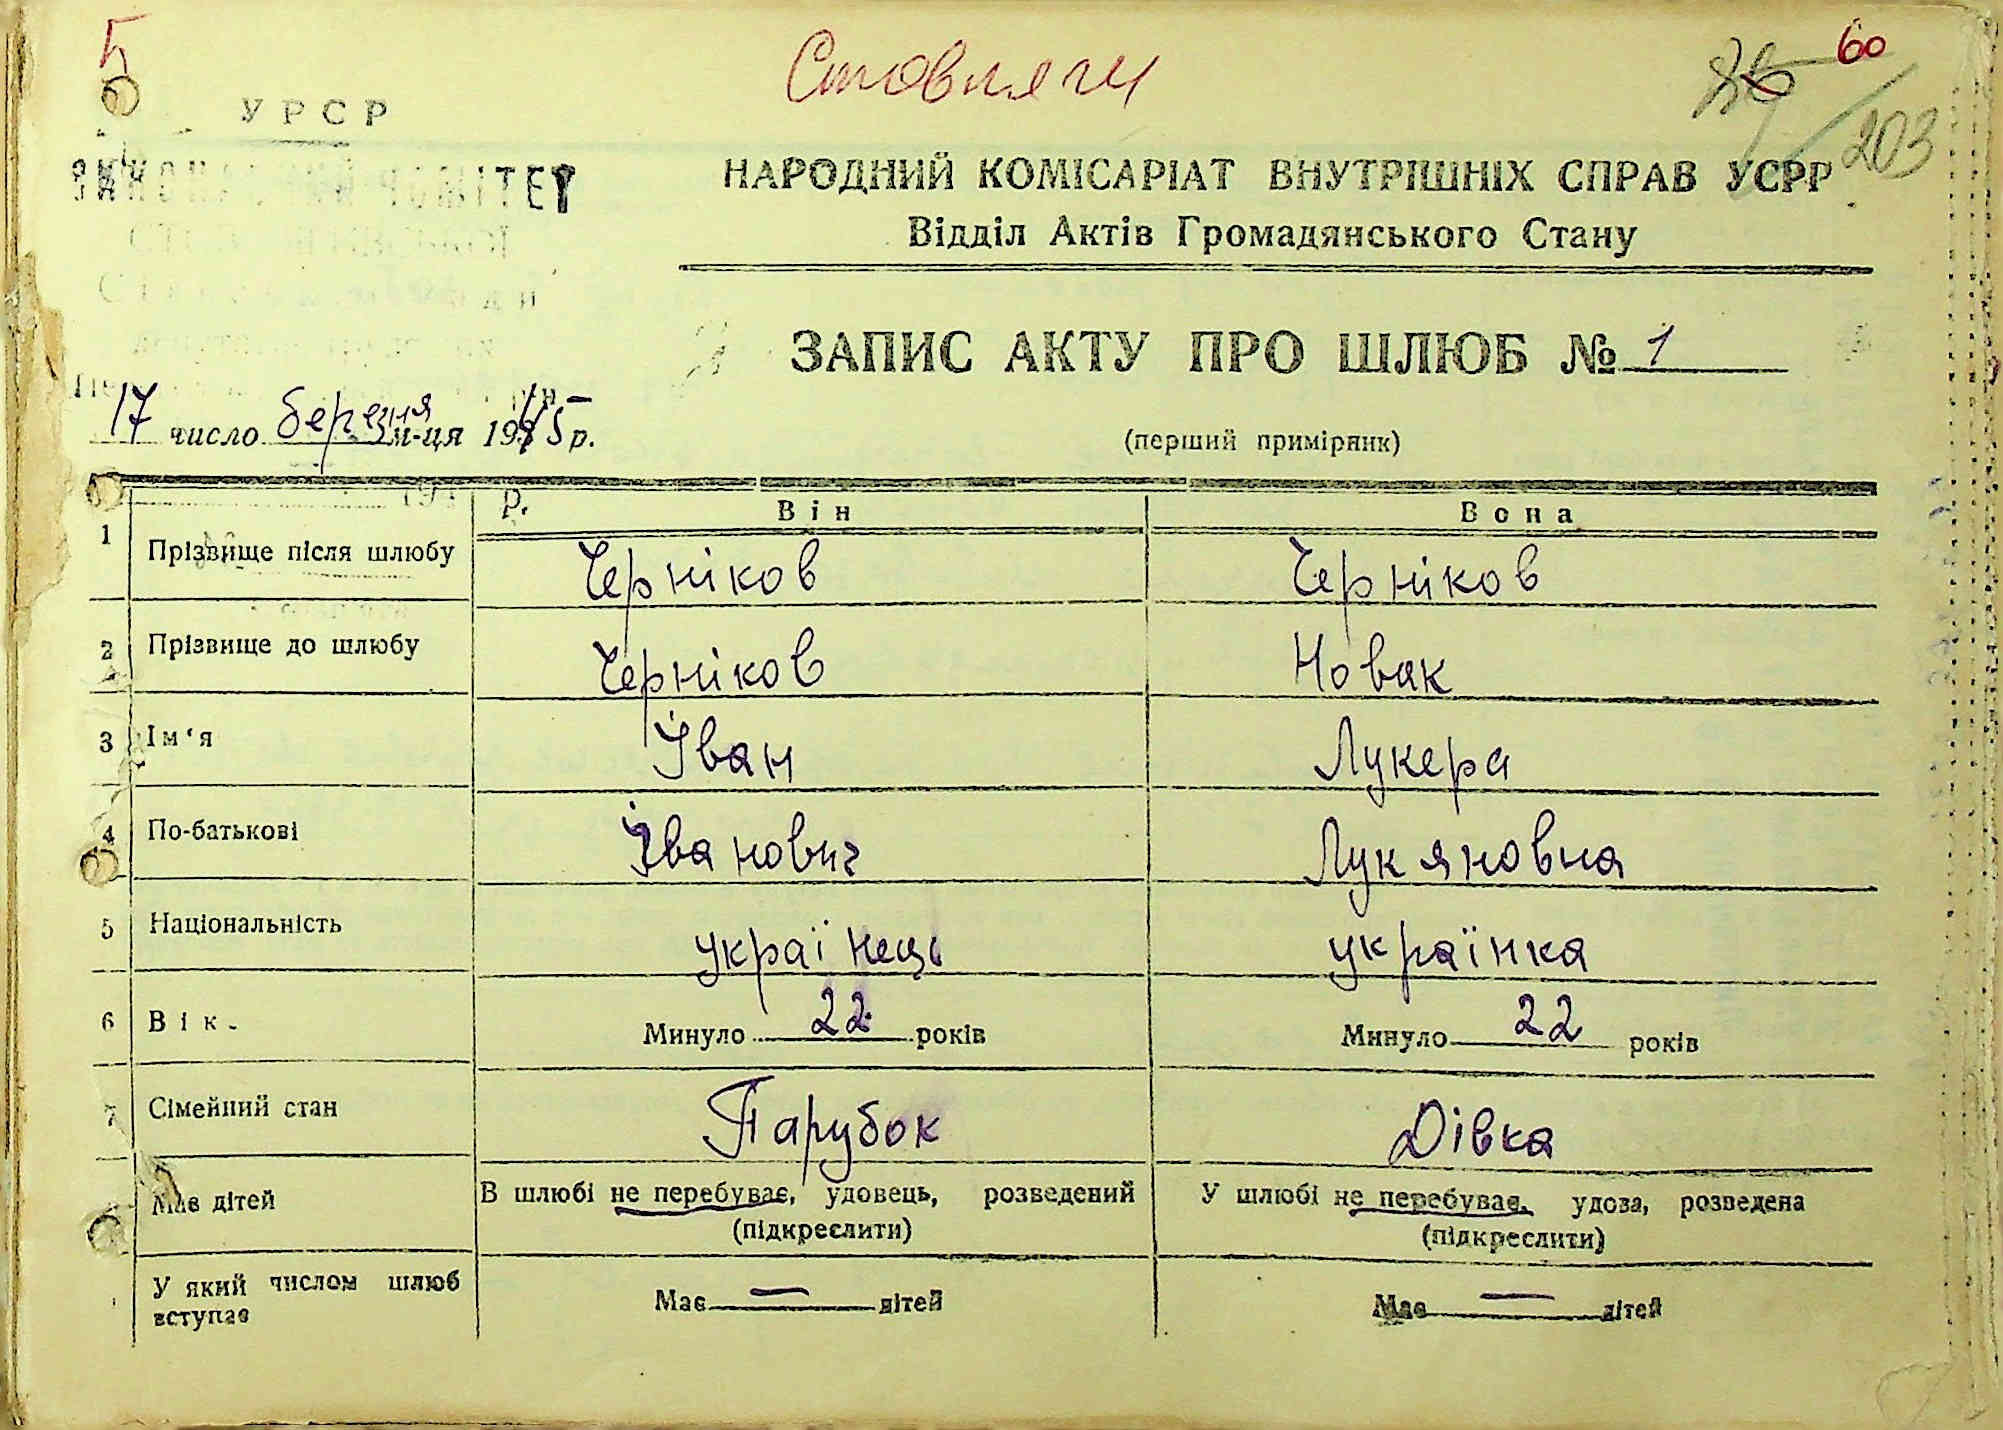 5
Стовпяги
60
203
УРСР
НАРОДНИЙ КОМІСАРІАТ ВНУТРІШНІХ СПРАВ УСРР
Відділ Актів Громадянського Стану
ЗАПИС АКТУ ПРО ШЛЮБ № 1
17 число березня м-ця 1945 р.
(перший примірник)
Він Вона
1 Прізвище після шлюбу Черніков Черніков
2 Прізвище до шлюбу Черніков Новак
3 Ім‘я Іван Лукера
4 По-батькові Іванович Лукяновна
5 Національність українець українка
6 Вік. Минуло 22 років Минуло 22 років
7 Сімейний стан Парубок Дівка
Має дітей В шлюбі не перебуває, удовець, розведений У шлюбі не перебуває, удова, розведена
(підкреслити) (підкреслити)
У який числом шлюб
вступає Має — дітей Має — дітей